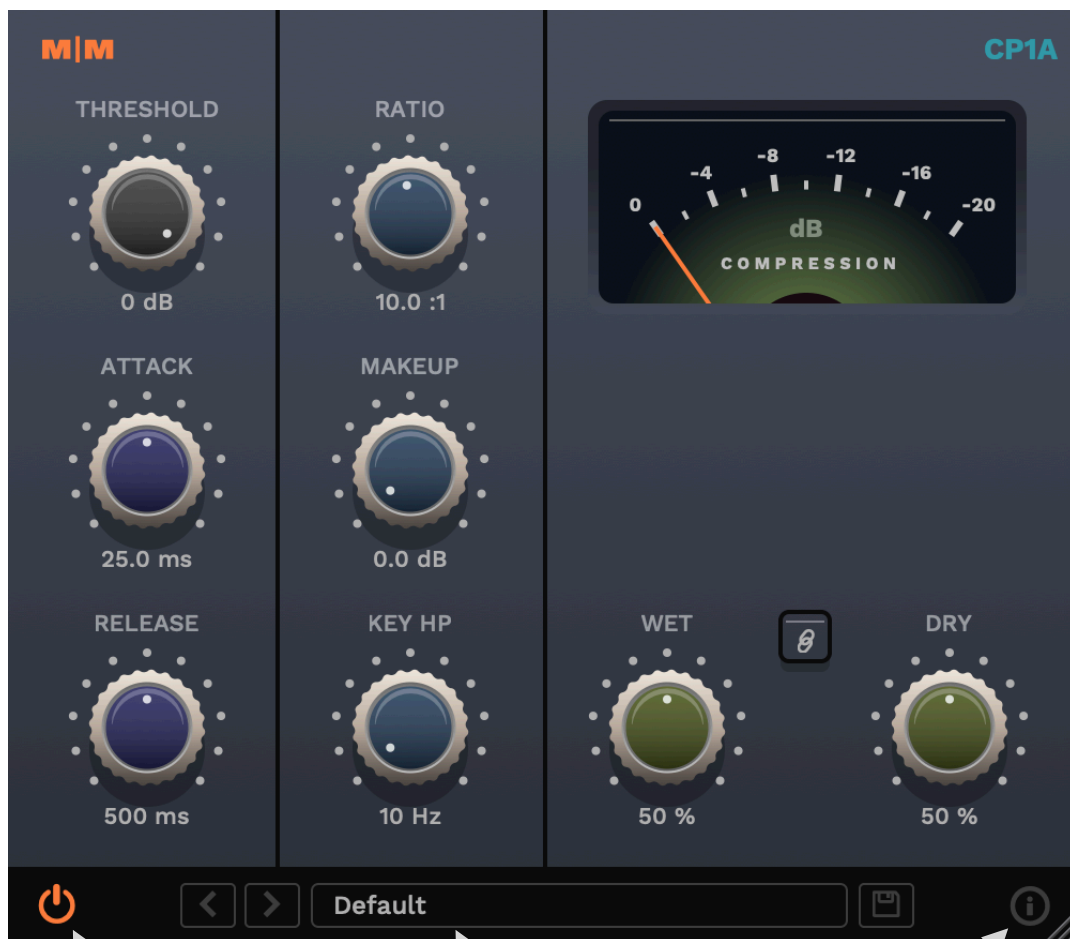 M|M
CP1A
THRESHOLD
0 dB
RATIO
10.0 :1
0
-4
-8
-12
-16
-20
dB
COMPRESSION
ATTACK
25.0 ms
MAKEUP
0.0 dB
RELEASE
500 ms
KEY HP
10 Hz
WET
50 %
DRY
50 %
Default